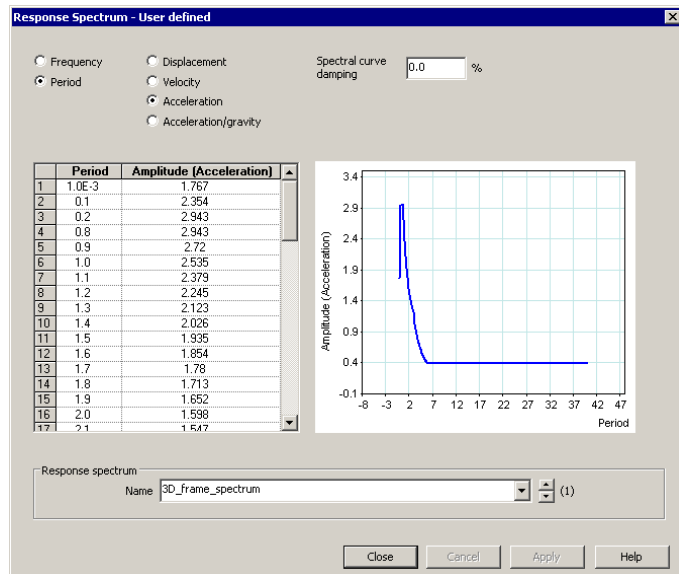 Response Spectrum - User defined
Frequency
Period
Displacement
Velocity
Acceleration
Acceleration/gravity
Spectral curve
damping
0.0 %
Period Amplitude (Acceleration)
1 1.0E-3 1.767
2 0.1 2.354
3 0.2 2.943
4 0.8 2.943
5 0.9 2.72
6 1.0 2.535
7 1.1 2.379
8 1.2 2.245
9 1.3 2.123
10 1.4 2.026
11 1.5 1.935
12 1.6 1.854
13 1.7 1.78
14 1.8 1.713
15 1.9 1.652
16 2.0 1.598
17 2.1 1.547
Amplitude (Acceleration)
3.4
2.9
2.4
1.9
1.4
0.9
0.4
-0.1
-8 -3 2 7 12 17 22 27 32 37 42 47
Period
Response spectrum
Name 3D_frame_spectrum (1)
Close Cancel Apply Help